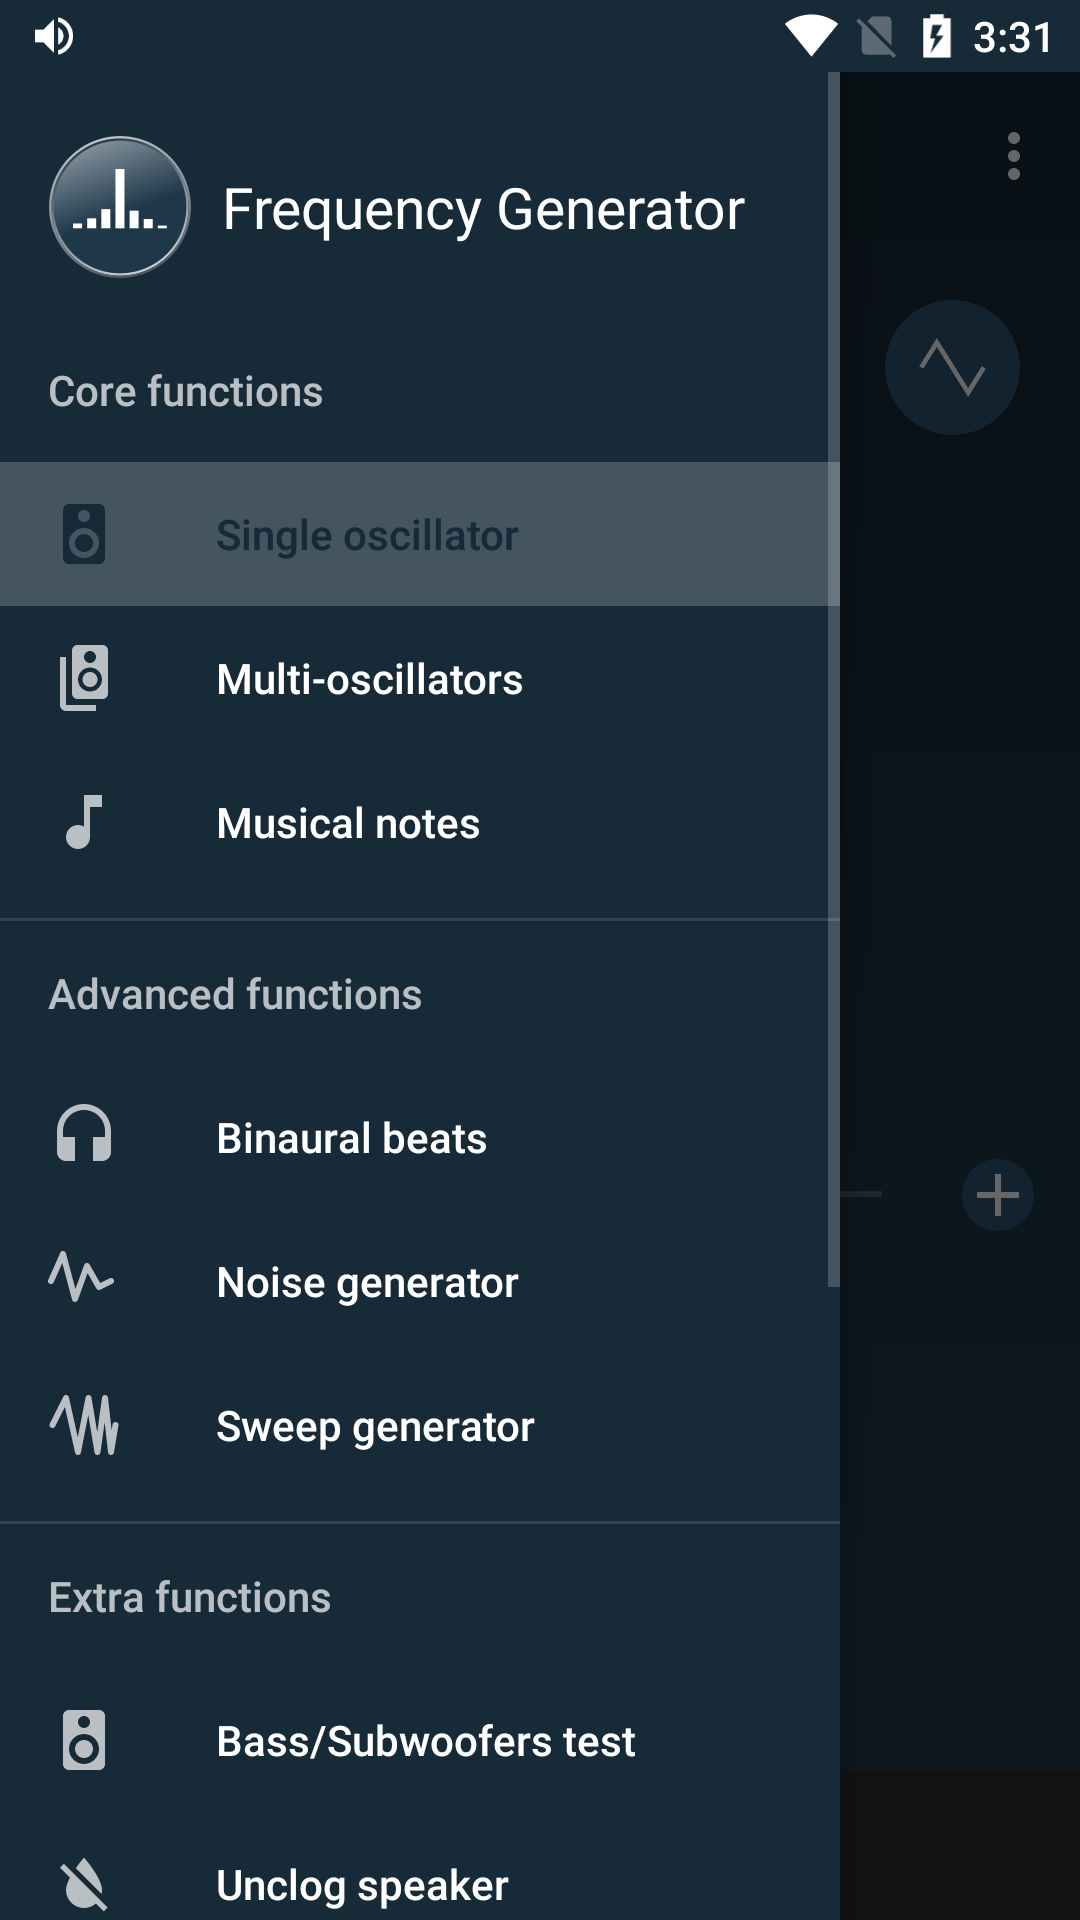 3:31
Frequency Generator
Core functions
Single oscillator
Multi-oscillators
Musical notes
Advanced functions
Binaural beats
Noise generator
Sweep generator
Extra functions
Bass/Subwoofers test
Unclog speaker